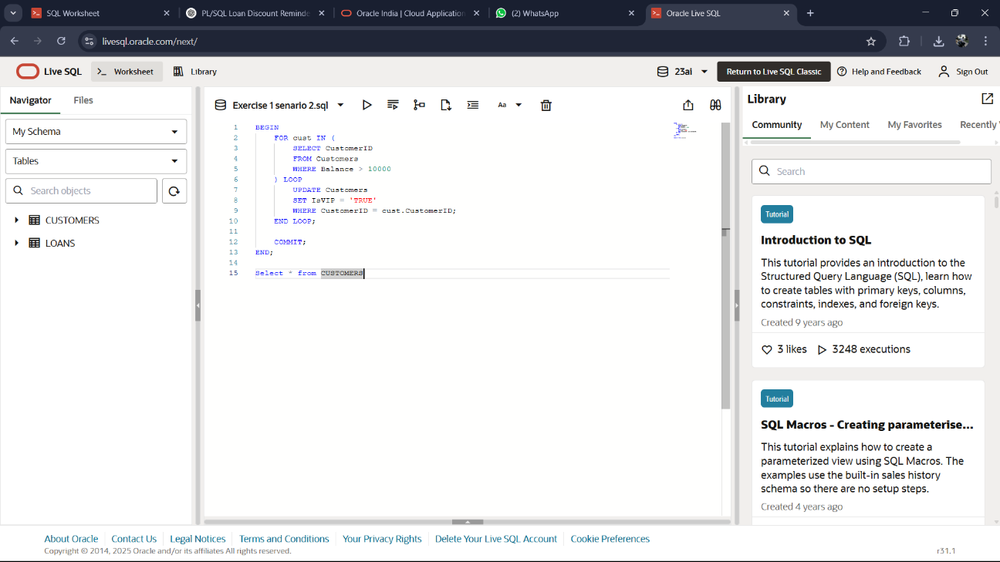 SQL Worksheet
PL/SQL Loan Discount Reminde
Oracle India | Cloud Application
(2) WhatsApp
Oracle Live SQL
livesql.oracle.com/next/
Live SQL
>_ Worksheet
Library
23ai
Return to Live SQL Classic
Help and Feedback
Sign Out
Navigator
Files
My Schema
Tables
Search objects
CUSTOMERS
LOANS
Exercise 1 senario 2.sql
Aa
1 BEGIN
2 FOR cust IN (
3 SELECT CustomerID
4 FROM Customers
5 WHERE Balance > 10000
6 ) LOOP
7 UPDATE Customers
8 SET IsVIP = 'TRUE'
9 WHERE CustomerID = cust.CustomerID;
10 END LOOP;
11
12 COMMIT;
13 END;
14
15 Select * from CUSTOMERS
Library
Community
My Content
My Favorites
Recently
Search
Tutorial
Introduction to SQL
This tutorial provides an introduction to the
Structured Query Language (SQL), learn how
to create tables with primary keys, columns,
constraints, indexes, and foreign keys.
Created 9 years ago
3 likes
3248 executions
Tutorial
SQL Macros - Creating parameterise...
This tutorial explains how to create a
parameterized view using SQL Macros. The
examples use the built-in sales history
schema so there are no setup steps.
Created 4 years ago
About Oracle
Contact Us
Legal Notices
Terms and Conditions
Your Privacy Rights
Delete Your Live SQL Account
Cookie Preferences
Copyright © 2014, 2025 Oracle and/or its affiliates All rights reserved.
r31.1